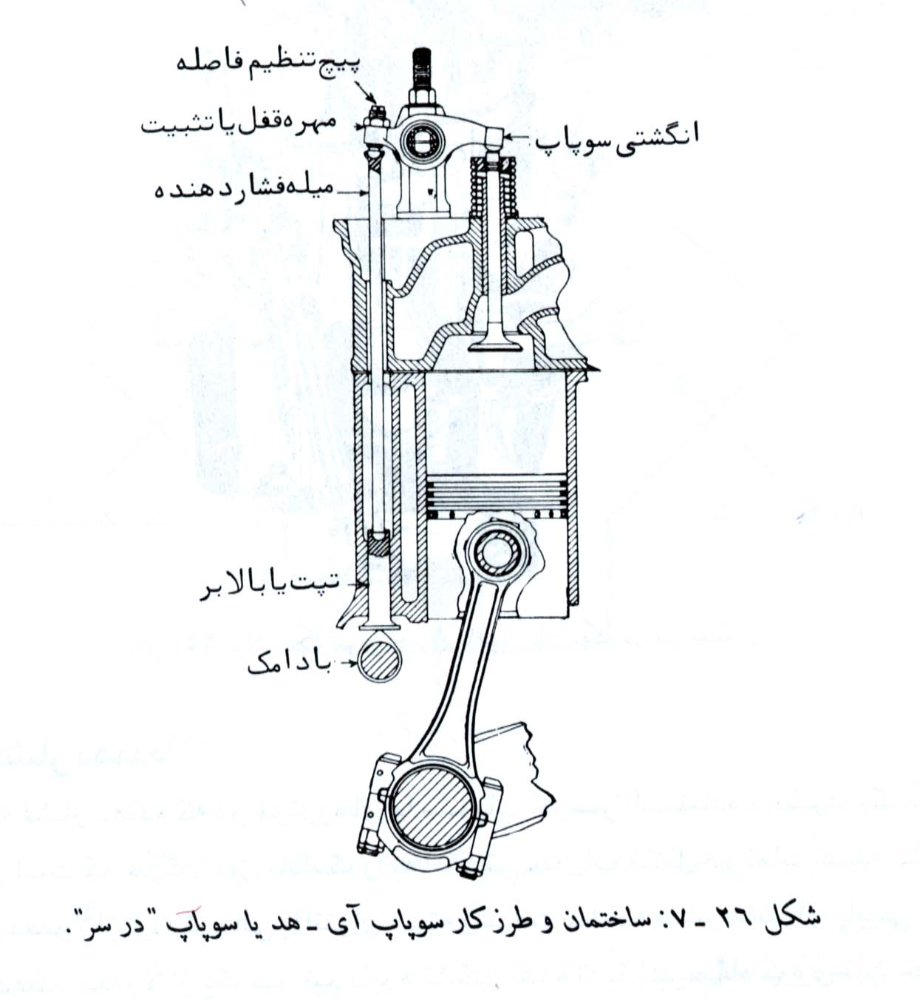 پیچ تنظیم فاصله
مهره قفل یا تثبیت
انگشتی سوپاپ
میله فشار دهنده
تپت یا بالابر
بادامک
شکل ۲۶ ـ ۷: ساختمان و طرز کار سوپاپ آی ـ هد یا سوپاپ "در سر".